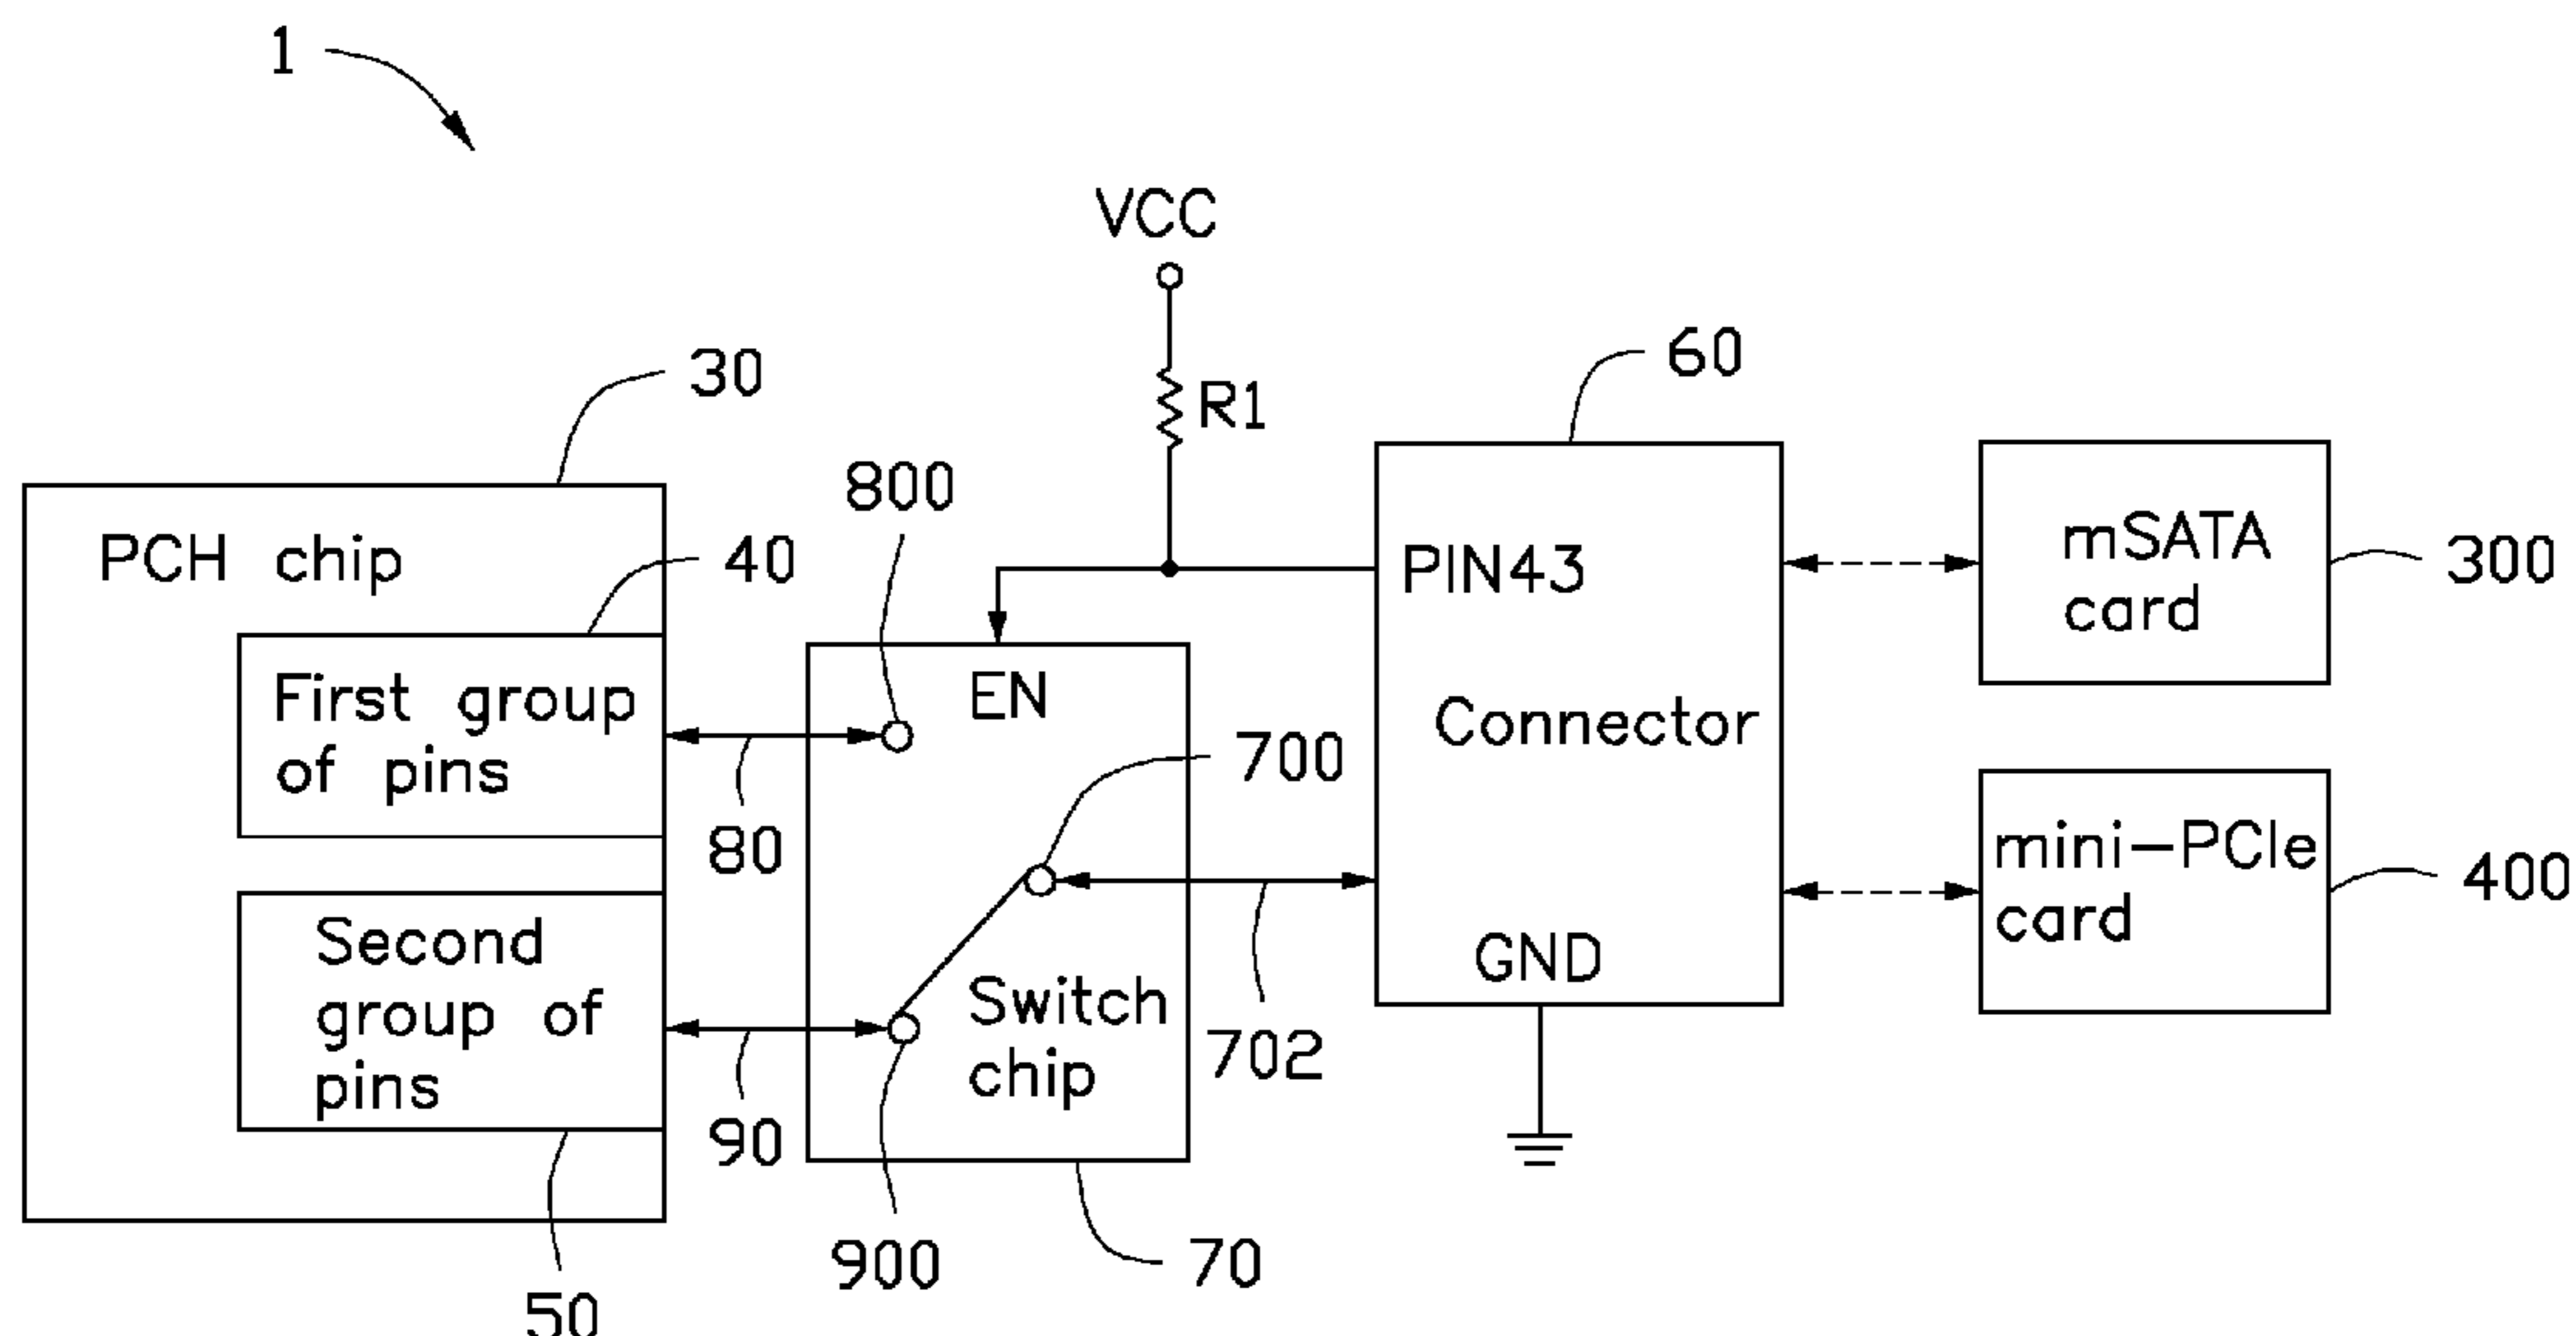 1
VCC
R1
30
60
800
PCH chip
40
PIN43
mSATA
card
300
First group
of pins
EN
Connector
700
80
mini-PCIe
card
400
Second
group of
pins
GND
Switch
chip
702
90
900
70
50